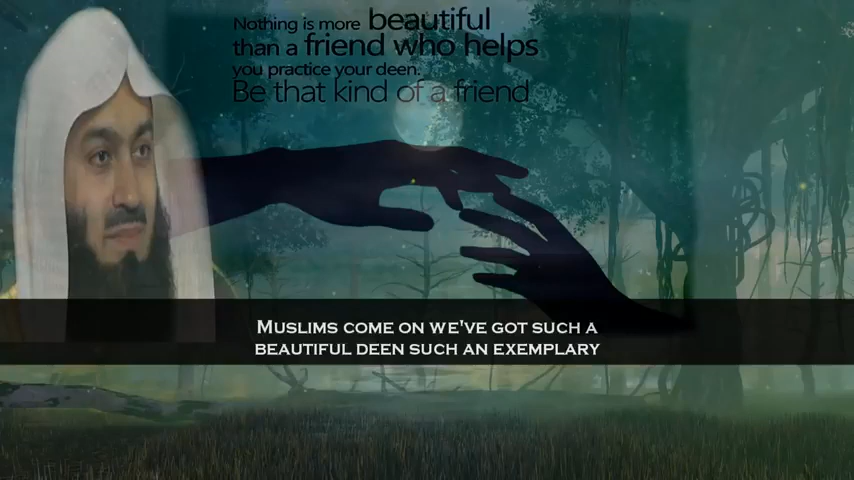 Nothing is more beautiful
than a friend who helps
you practice your deen.
Be that kind of a friend
MUSLIMS COME ON WE'VE GOT SUCH A
BEAUTIFUL DEEN SUCH AN EXEMPLARY